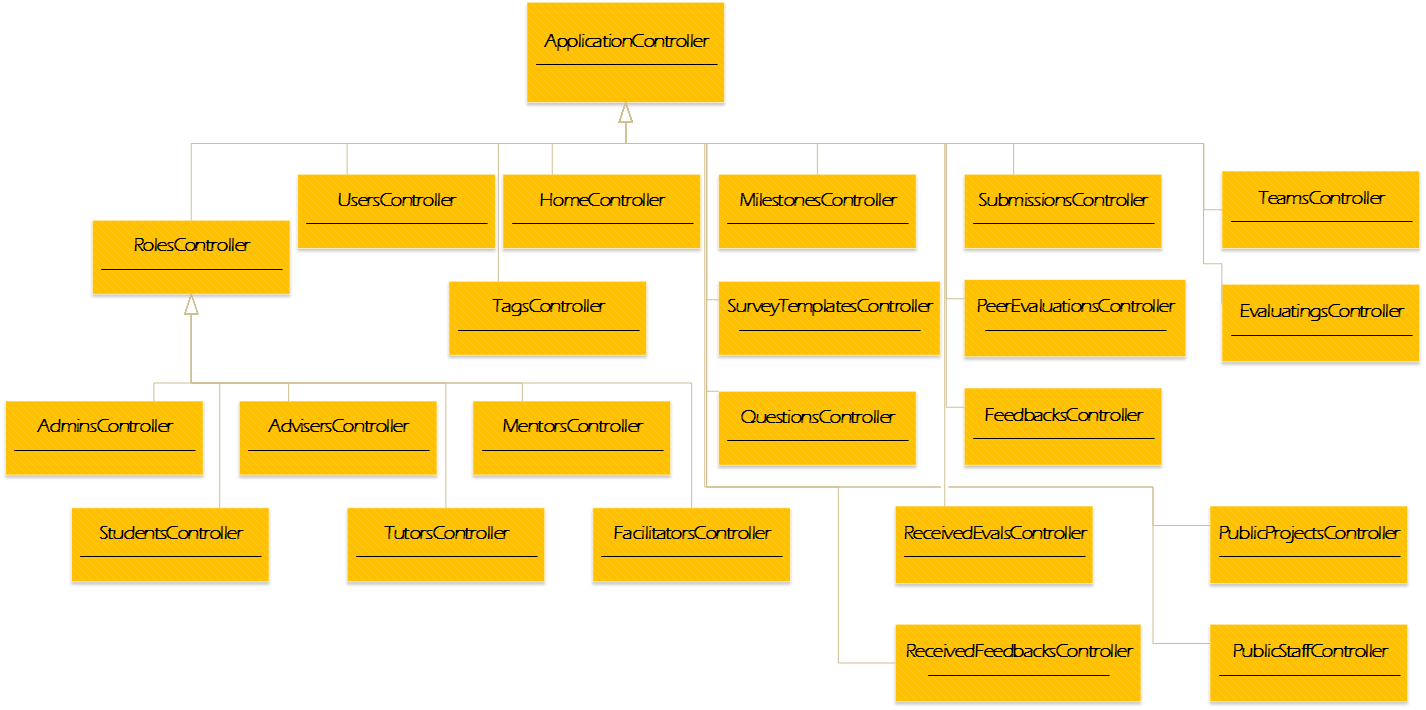 ApplicationController
UsersController
HomeController
MilestonesController
SubmissionsController
TeamsController
RolesController
TagsController
SurveyTemplatesController
PeerEvaluationsController
EvaluatingsController
AdminsController
AdvisersController
MentorsController
QuestionsController
FeedbacksController
StudentsController
TutorsController
FacilitatorsController
ReceivedEvalsController
PublicProjectsController
ReceivedFeedbacksController
PublicStaffController